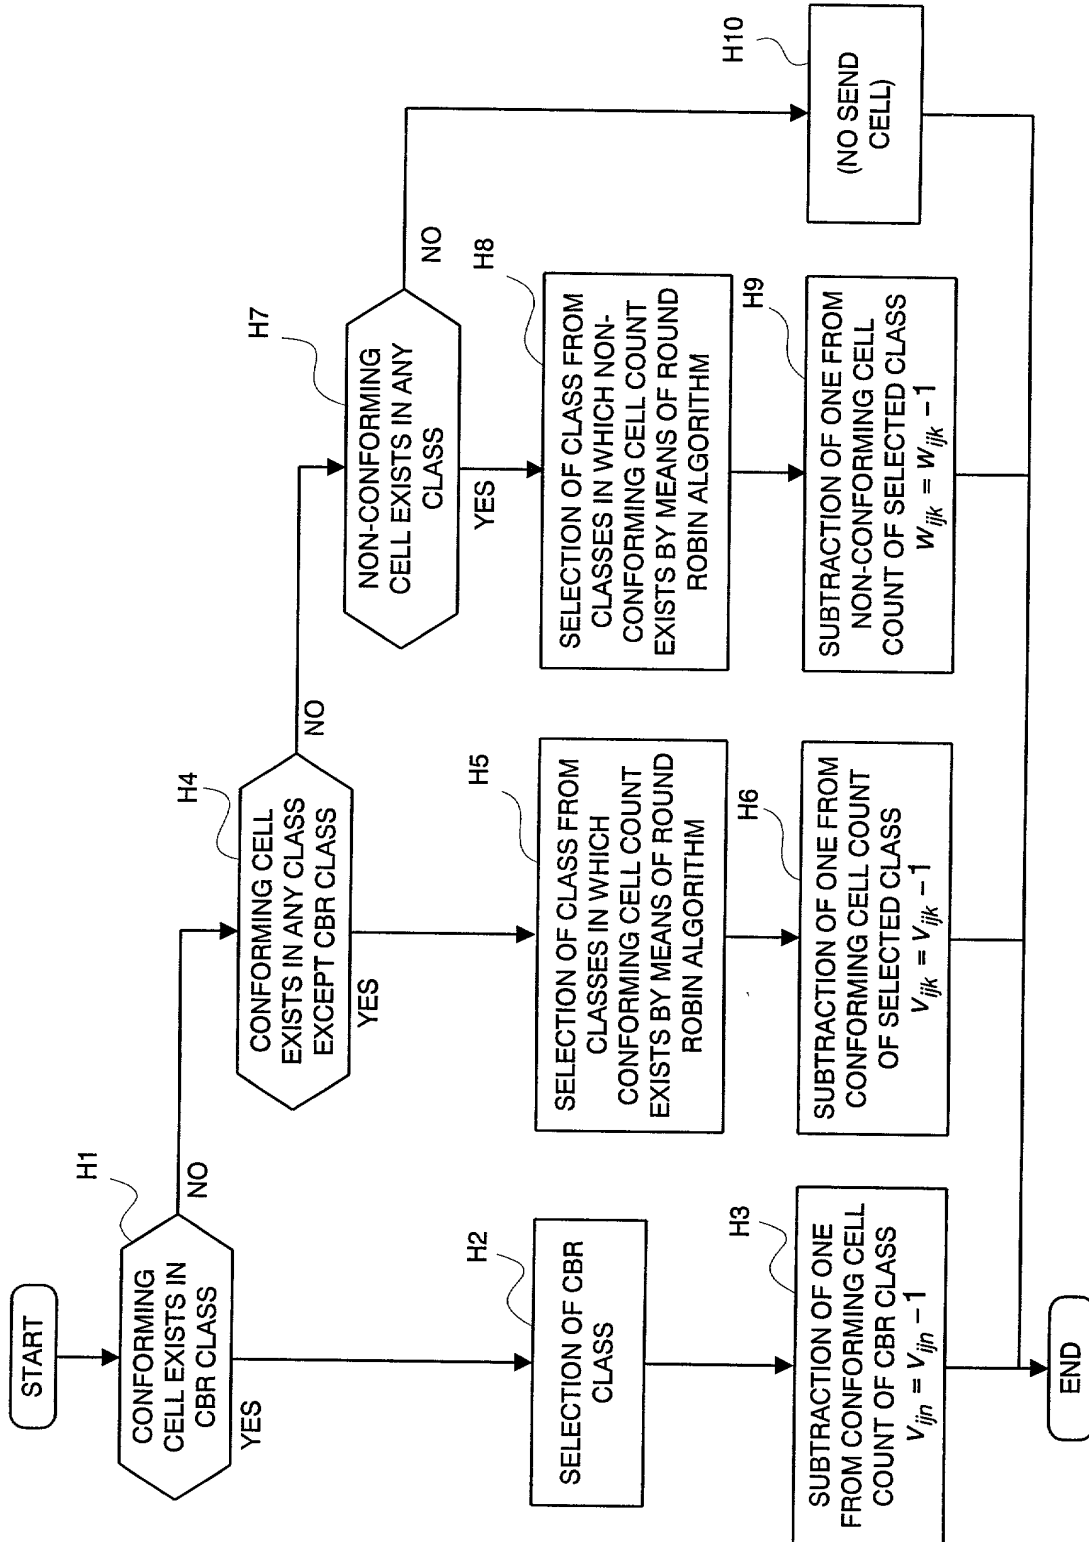 START
H1
CONFORMING
CELL EXISTS IN
CBR CLASS
NO
YES
H2
SELECTION OF CBR
CLASS
H3
SUBTRACTION OF ONE
FROM CONFORMING CELL
COUNT OF CBR CLASS
v_ijn = v_ijn − 1
END
H4
CONFORMING CELL
EXISTS IN ANY CLASS
EXCEPT CBR CLASS
NO
YES
H5
SELECTION OF CLASS FROM
CLASSES IN WHICH
CONFORMING CELL COUNT
EXISTS BY MEANS OF ROUND
ROBIN ALGORITHM
H6
SUBTRACTION OF ONE FROM
CONFORMING CELL COUNT
OF SELECTED CLASS
v_ijk = v_ijk − 1
H7
NON-CONFORMING
CELL EXISTS IN ANY
CLASS
NO
YES
H8
SELECTION OF CLASS FROM
CLASSES IN WHICH NON-
CONFORMING CELL COUNT
EXISTS BY MEANS OF ROUND
ROBIN ALGORITHM
H9
SUBTRACTION OF ONE FROM
NON-CONFORMING CELL
COUNT OF SELECTED CLASS
w_ijk = w_ijk − 1
H10
(NO SEND
CELL)